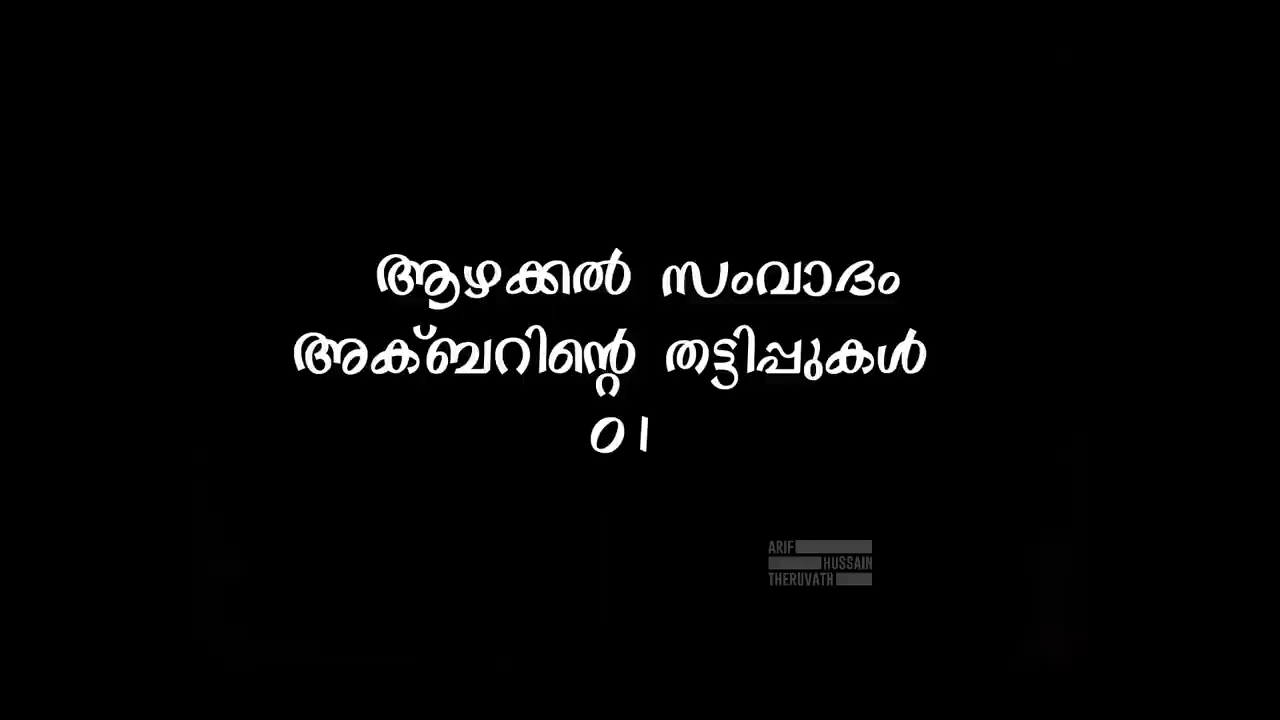 ആഴക്കൽ സംവാദം
അക്ബറിന്റെ തട്ടിപ്പുകൾ
01
ARIF
HUSSAIN
THERUVATH